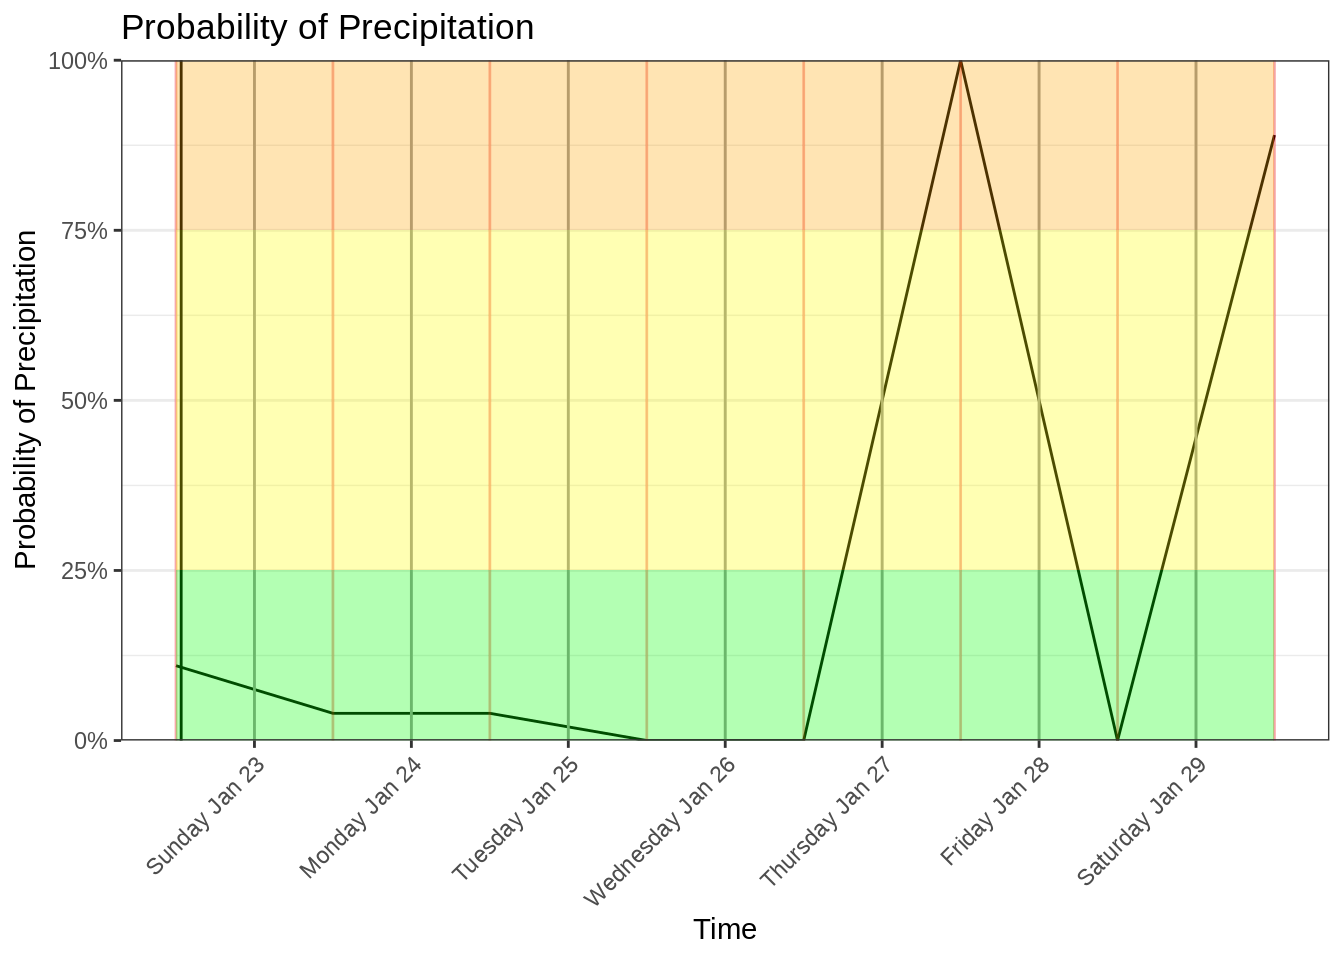 Probability of Precipitation
Probability of Precipitation
100%
75%
50%
25%
0%
Sunday Jan 23
Monday Jan 24
Tuesday Jan 25
Wednesday Jan 26
Thursday Jan 27
Friday Jan 28
Saturday Jan 29
Time